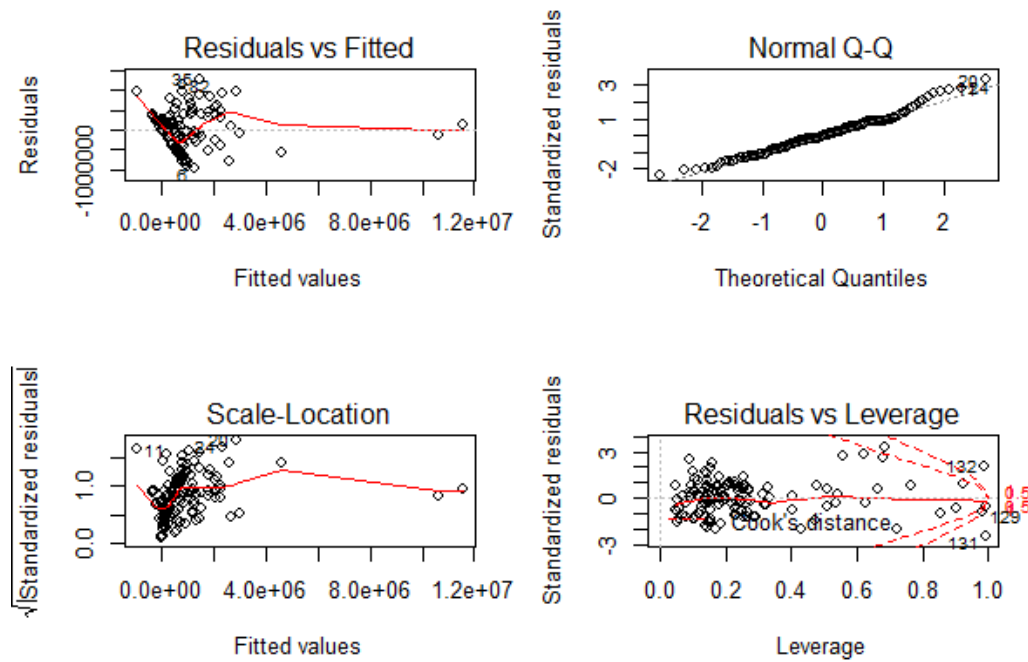 Residuals vs Fitted
Residuals
-1000000
35
6
0.0e+00 4.0e+06 8.0e+06 1.2e+07
Fitted values
Normal Q-Q
Standardized residuals
-2 1 3
24
-2 -1 0 1 2
Theoretical Quantiles
Scale-Location
√|Standardized residuals|
0.0 1.0
11
0.0e+00 4.0e+06 8.0e+06 1.2e+07
Fitted values
Residuals vs Leverage
Standardized residuals
-3 0 3
132
0.5
Cook's distance
129
131
0.0 0.2 0.4 0.6 0.8 1.0
Leverage